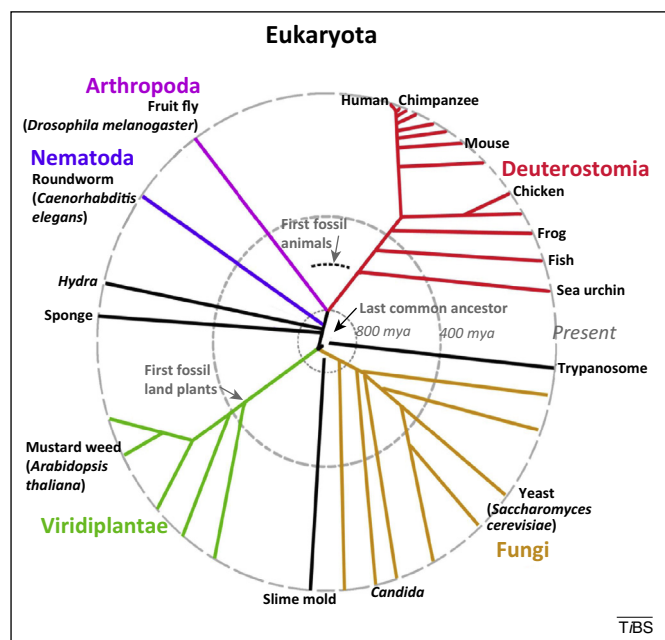 Eukaryota
Arthropoda
Fruit fly
(Drosophila melanogaster)
Nematoda
Roundworm
(Caenorhabditis
elegans)
Hydra
Sponge
Human Chimpanzee
Mouse
Deuterostomia
Chicken
Frog
Fish
Sea urchin
First fossil
animals
Last common ancestor
800 mya 400 mya Present
Trypanosome
First fossil
land plants
Mustard weed
(Arabidopsis
thaliana)
Viridiplantae
Yeast
(Saccharomyces
cerevisiae)
Fungi
Candida
Slime mold
TiBS